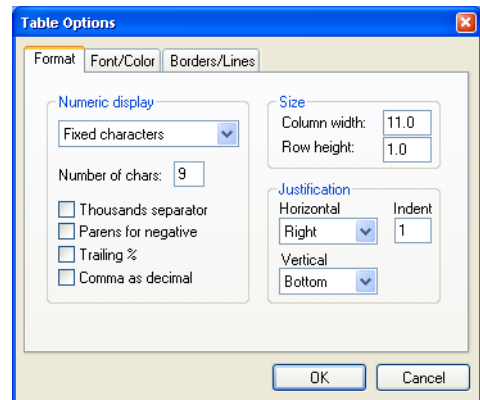 Table Options
Format Font/Color Borders/Lines
Numeric display
Fixed characters
Number of chars: 9
Thousands separator
Parens for negative
Trailing %
Comma as decimal
Size
Column width: 11.0
Row height: 1.0
Justification
Horizontal Indent
Right 1
Vertical
Bottom
OK Cancel